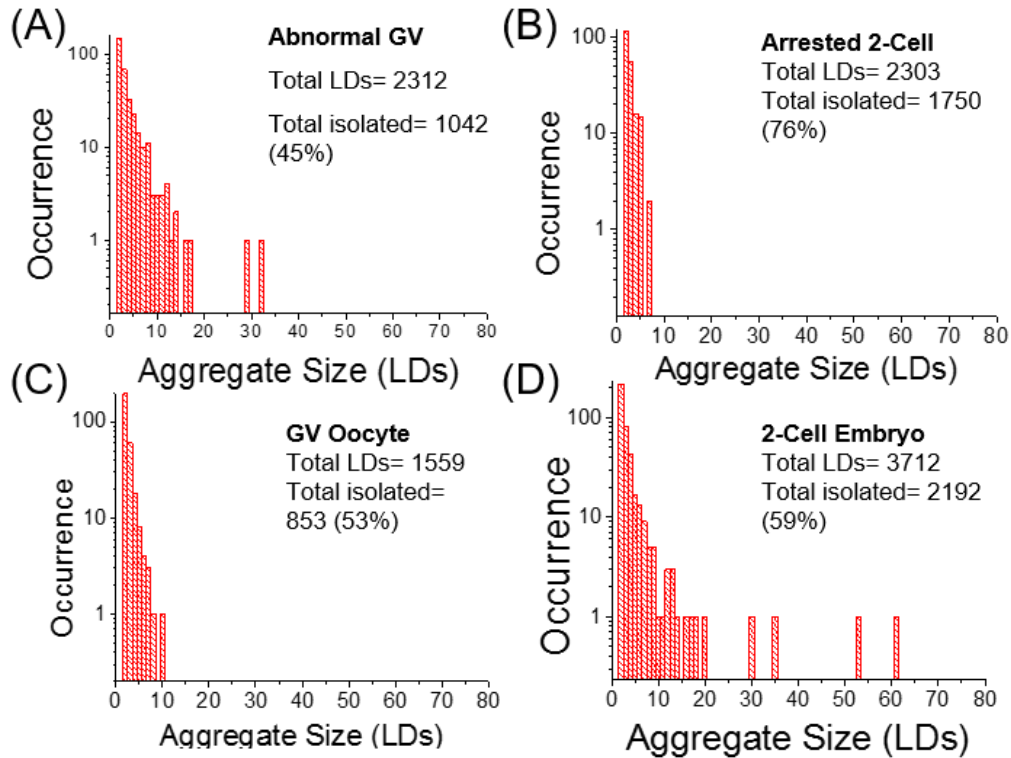 (A)
Abnormal GV
Total LDs= 2312
Total isolated= 1042
(45%)
Occurrence
100
10
1
0 10 20 30 40 50 60 70 80
Aggregate Size (LDs)
(B)
Arrested 2-Cell
Total LDs= 2303
Total isolated= 1750
(76%)
Occurrence
100
10
1
0 10 20 30 40 50 60 70 80
Aggregate Size (LDs)
(C)
GV Oocyte
Total LDs= 1559
Total isolated=
853 (53%)
Occurrence
100
10
1
0 10 20 30 40 50 60 70 80
Aggregate Size (LDs)
(D)
2-Cell Embryo
Total LDs= 3712
Total isolated= 2192
(59%)
Occurrence
100
10
1
0 10 20 30 40 50 60 70 80
Aggregate Size (LDs)